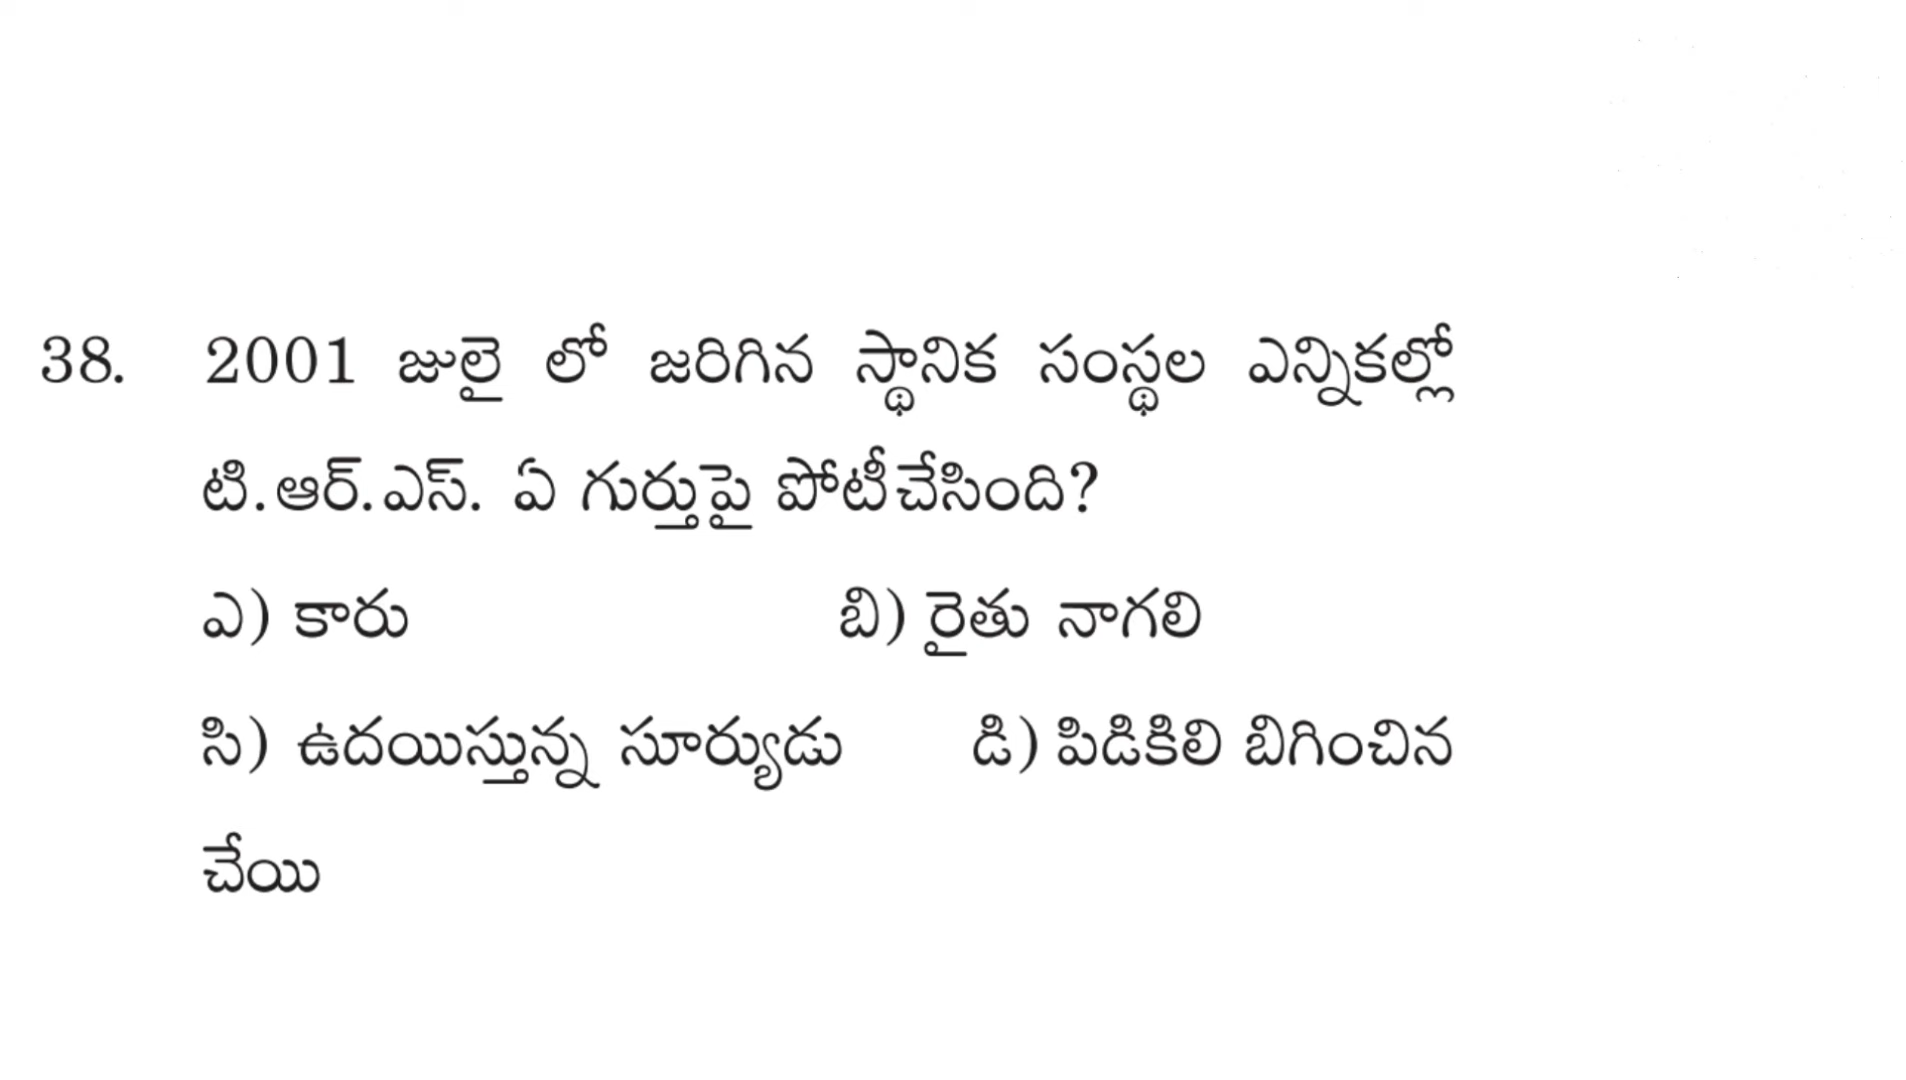 38. 2001 జులై లో జరిగిన స్థానిక సంస్థల ఎన్నికల్లో
టి.ఆర్.ఎస్. ఏ గుర్తుపై పోటీచేసింది?
ఎ) కారు బి) రైతు నాగలి
సి) ఉదయిస్తున్న సూర్యుడు డి) పిడికిలి బిగించిన
చేయి